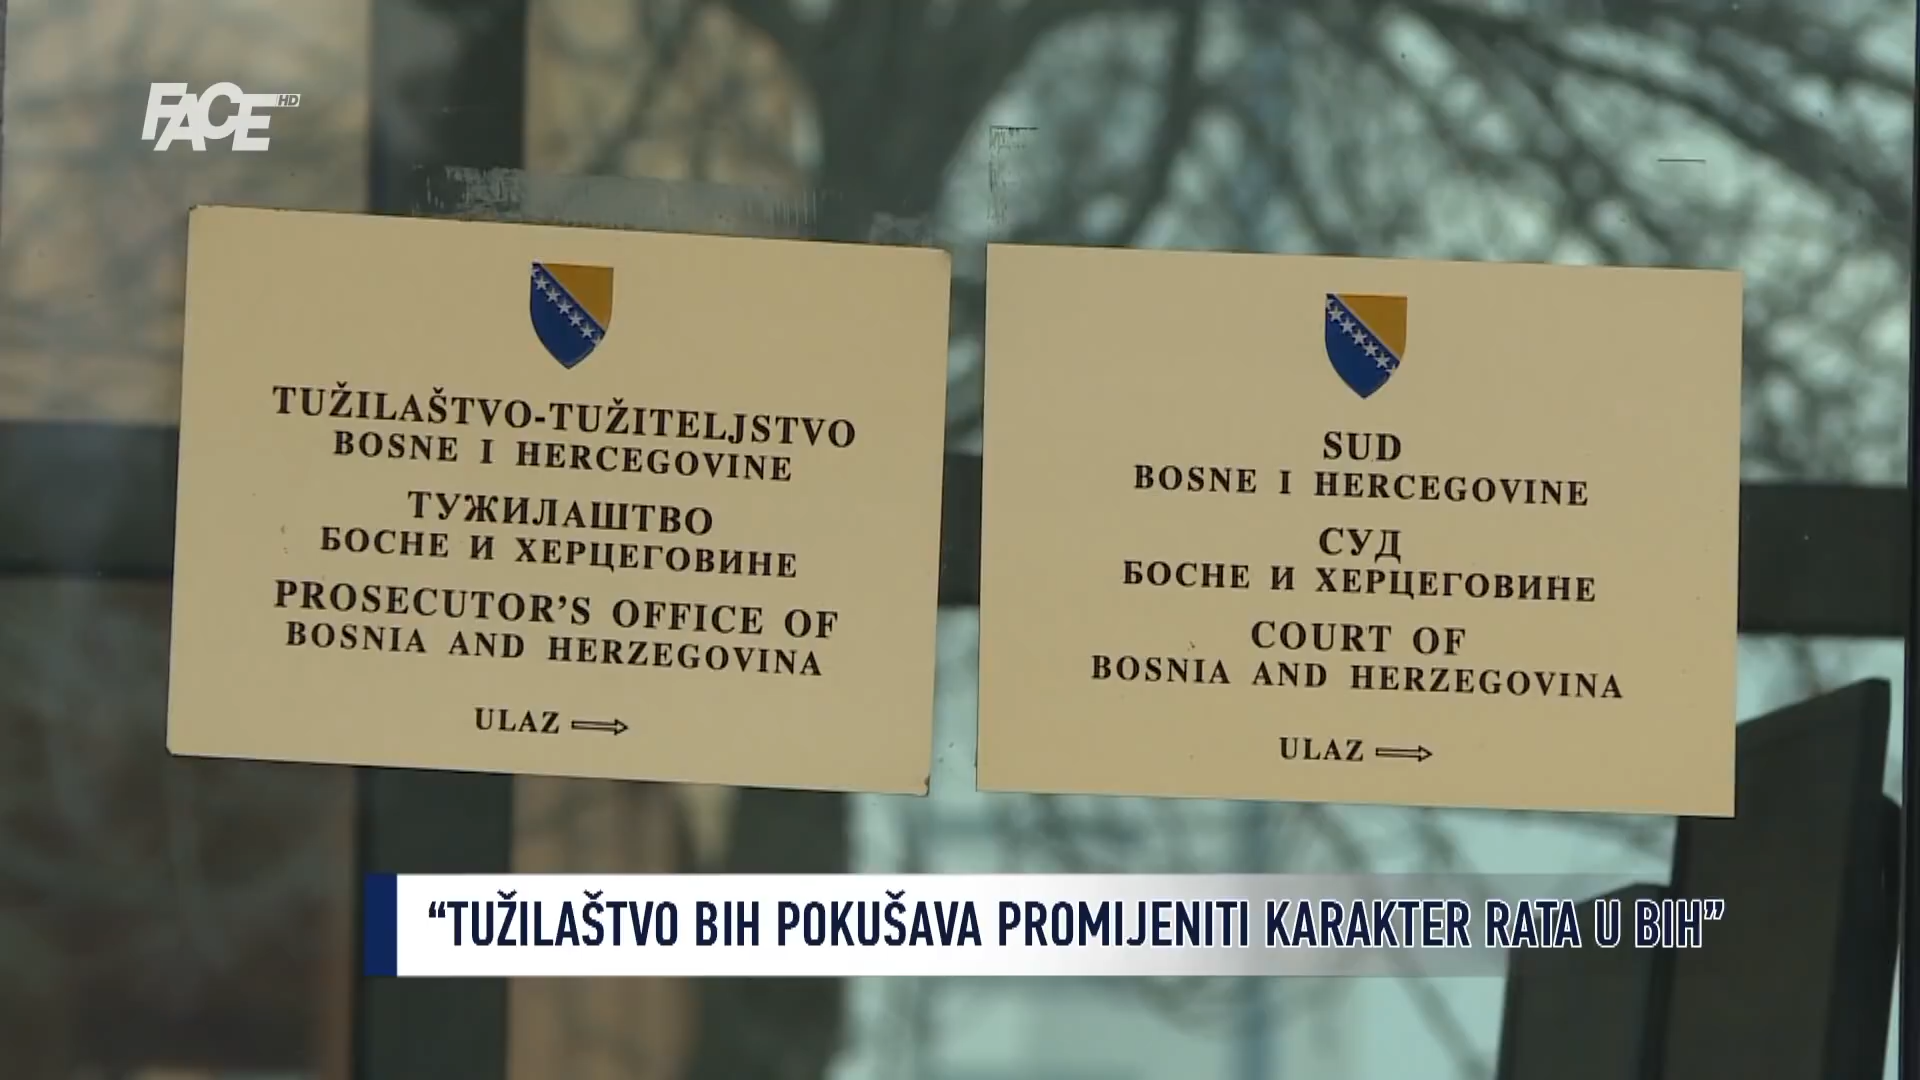 FACE HD
TUŽILAŠTVO-TUŽITELJSTVO
BOSNE I HERCEGOVINE
ТУЖИЛАШТВО
БОСНЕ И ХЕРЦЕГОВИНЕ
PROSECUTOR'S OFFICE OF
BOSNIA AND HERZEGOVINA
ULAZ
SUD
BOSNE I HERCEGOVINE
СУД
БОСНЕ И ХЕРЦЕГОВИНЕ
COURT OF
BOSNIA AND HERZEGOVINA
ULAZ
“TUŽILAŠTVO BIH POKUŠAVA PROMIJENITI KARAKTER RATA U BIH”